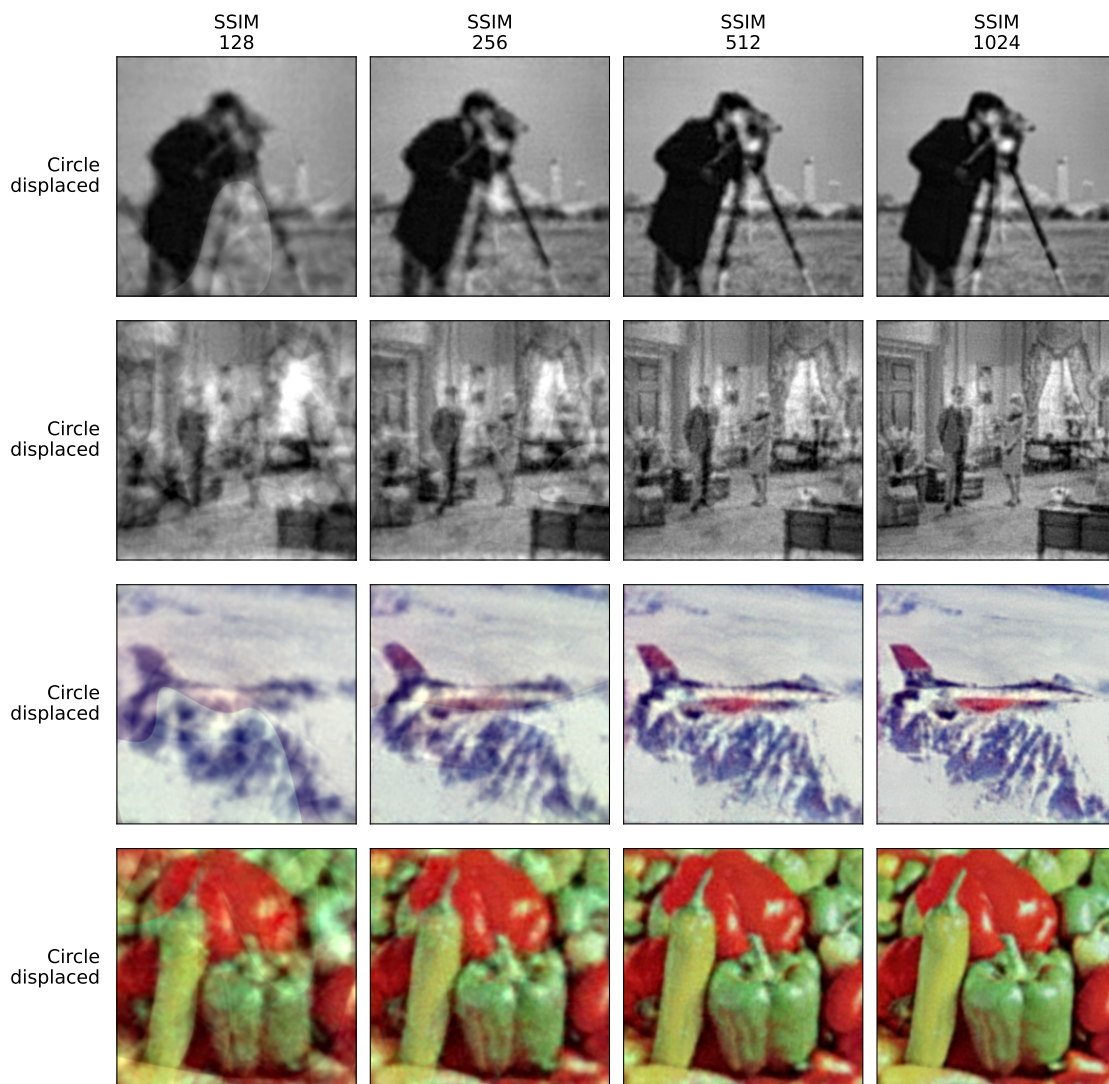 SSIM
128
SSIM
256
SSIM
512
SSIM
1024
Circle
displaced
Circle
displaced
Circle
displaced
Circle
displaced